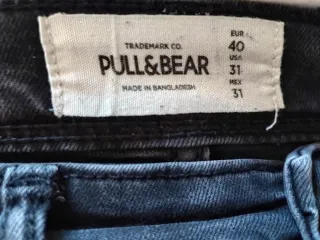 TRADEMARK CO.
PULL&BEAR
MADE IN BANGLADESH
EUR
40
USA
31
MEX
31